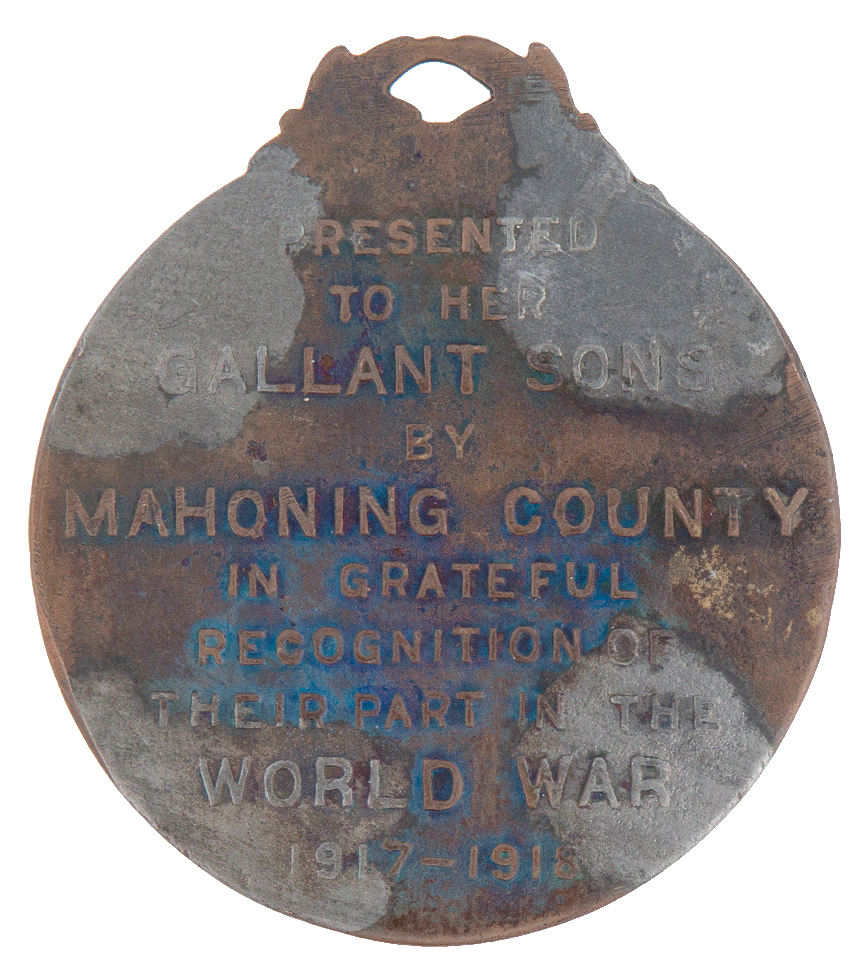 PRESENTED
TO HER
GALLANT SONS
BY
MAHONING COUNTY
IN GRATEFUL
RECOGNITION OF
THEIR PART IN THE
WORLD WAR
1917-1918